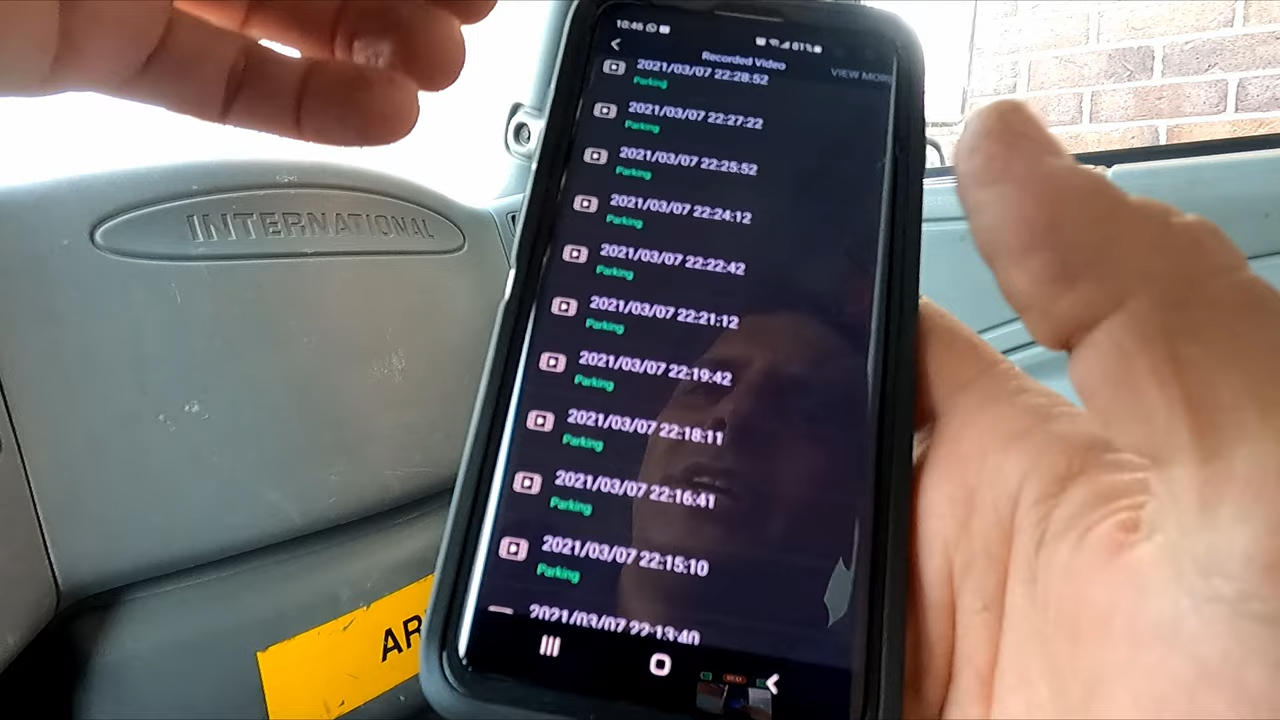 10:46
61%
Recorded Video
VIEW MORE
2021/03/07 22:28:52
Parking
2021/03/07 22:27:22
Parking
2021/03/07 22:25:52
Parking
2021/03/07 22:24:12
Parking
2021/03/07 22:22:42
Parking
2021/03/07 22:21:12
Parking
2021/03/07 22:19:42
Parking
2021/03/07 22:18:11
Parking
2021/03/07 22:16:41
Parking
2021/03/07 22:15:10
Parking
2021/03/07 22:13:40
INTERNATIONAL
AR